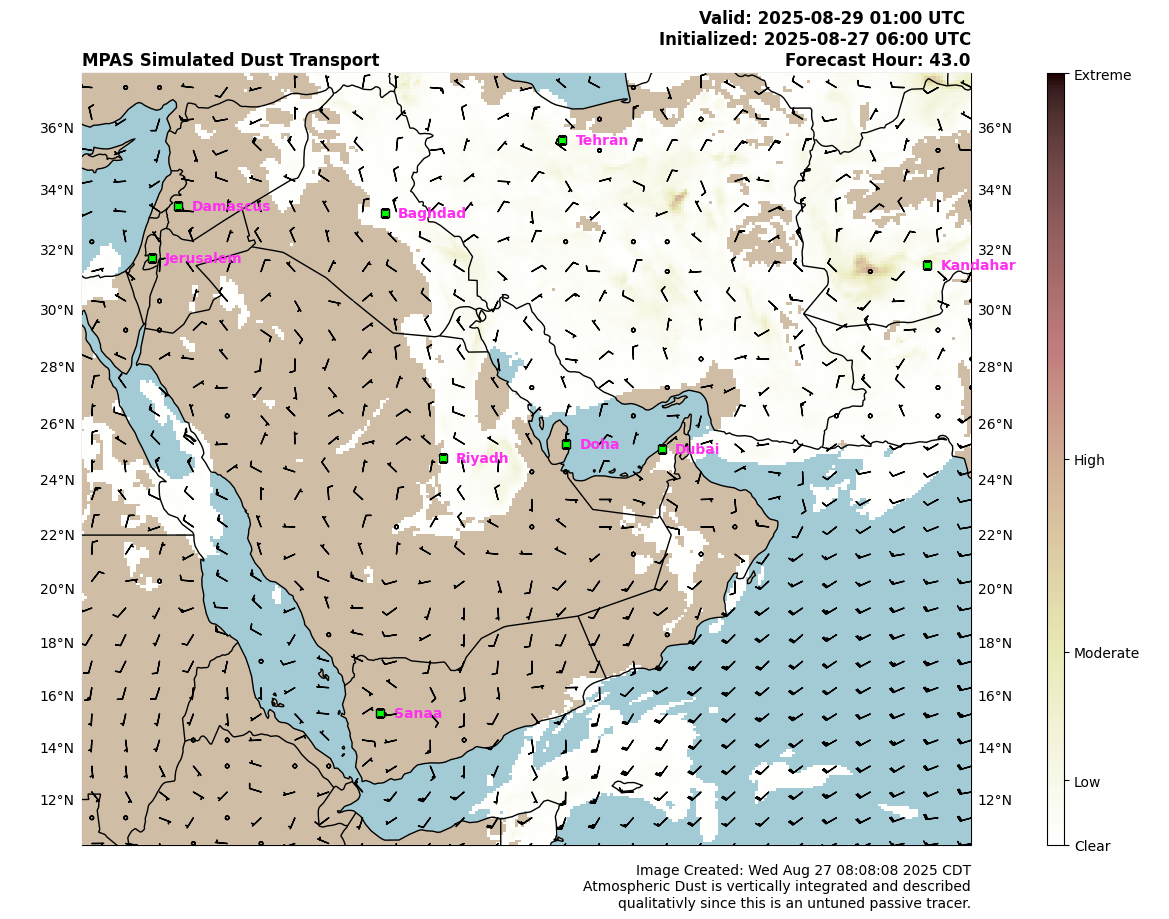 Valid: 2025-08-29 01:00 UTC
Initialized: 2025-08-27 06:00 UTC
MPAS Simulated Dust Transport Forecast Hour: 43.0
Extreme
36°N Tehran 36°N
34°N Damascus Baghdad 34°N
32°N Jerusalem 32°N Kandahar
30°N 30°N
28°N 28°N
26°N Doha Dubai 26°N
Riyadh High
24°N 24°N
22°N 22°N
20°N 20°N
18°N 18°N
Moderate
16°N Sanaa 16°N
14°N 14°N
Low
12°N 12°N
Clear
Image Created: Wed Aug 27 08:08:08 2025 CDT
Atmospheric Dust is vertically integrated and described
qualitativly since this is an untuned passive tracer.